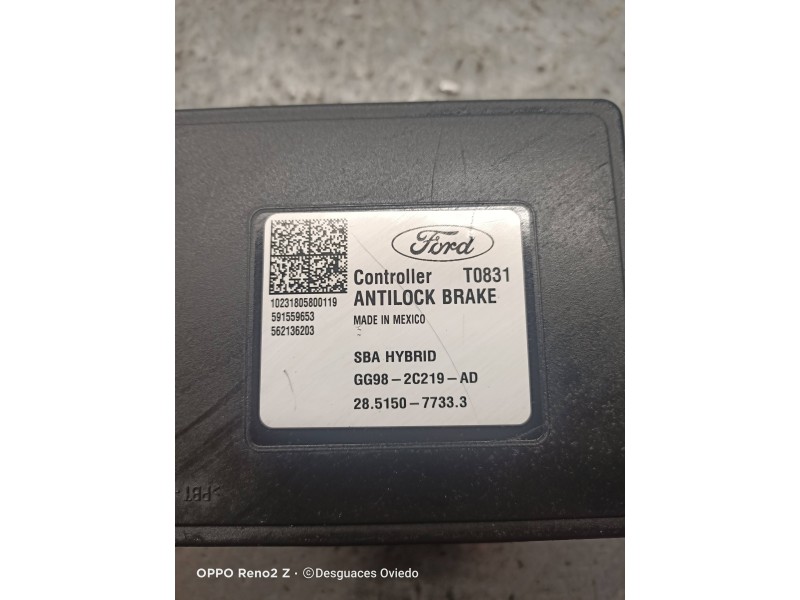 Ford
Controller T0831
ANTILOCK BRAKE
MADE IN MEXICO
10231805800119
591559653
562136203
SBA HYBRID
GG98-2C219-AD
28.5150-7733.3
>PBT-
OPPO Reno2 Z · ©Desguaces Oviedo